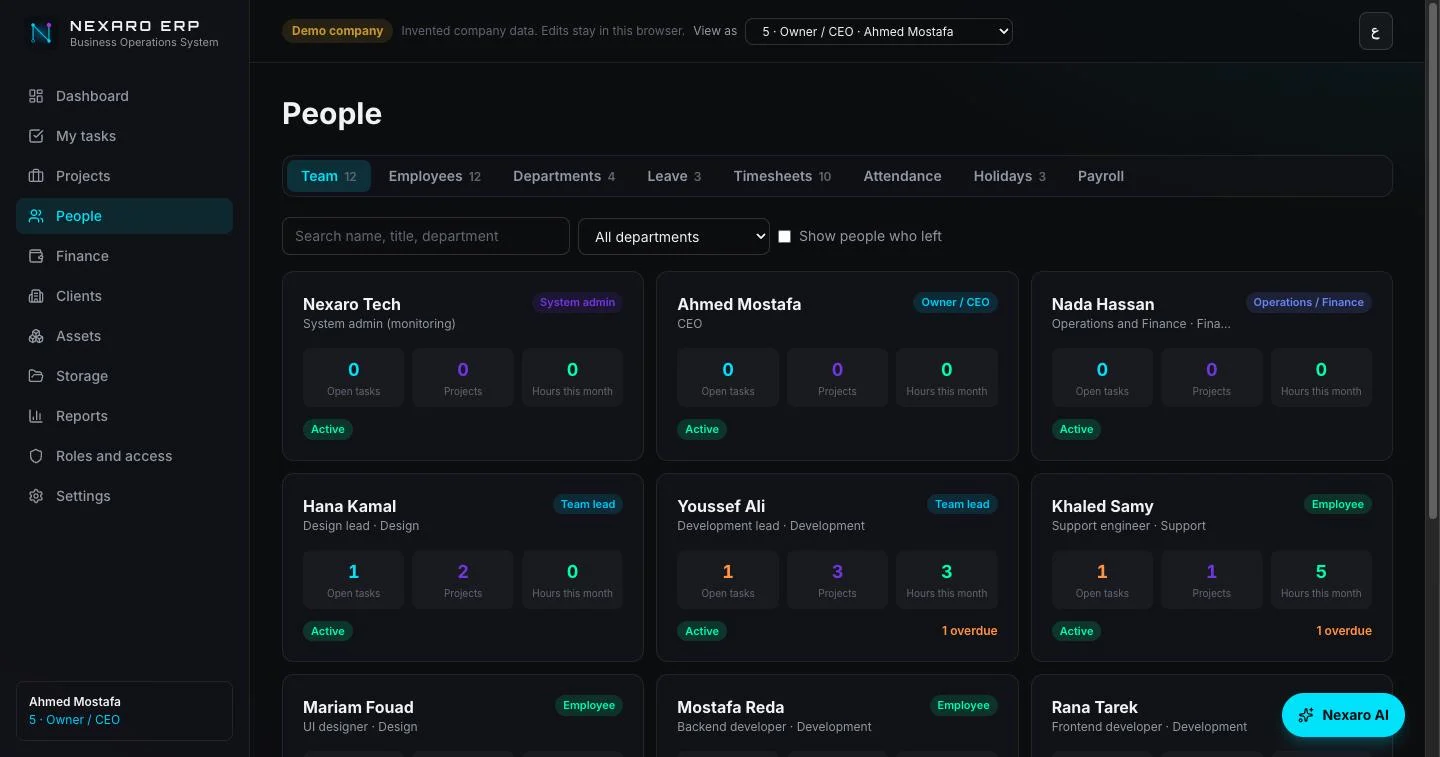 NEXARO ERP
Business Operations System
Dashboard
My tasks
Projects
People
Finance
Clients
Assets
Storage
Reports
Roles and access
Settings
Ahmed Mostafa
5 · Owner / CEO
Demo company Invented company data. Edits stay in this browser. View as 5 · Owner / CEO · Ahmed Mostafa ع
People
Team 12 Employees 12 Departments 4 Leave 3 Timesheets 10 Attendance Holidays 3 Payroll
Search name, title, department All departments Show people who left
Nexaro Tech System admin
System admin (monitoring)
0 0 0
Open tasks Projects Hours this month
Active
Ahmed Mostafa Owner / CEO
CEO
0 0 0
Open tasks Projects Hours this month
Active
Nada Hassan Operations / Finance
Operations and Finance · Fina...
0 0 0
Open tasks Projects Hours this month
Active
Hana Kamal Team lead
Design lead · Design
1 2 0
Open tasks Projects Hours this month
Active
Youssef Ali Team lead
Development lead · Development
1 3 3
Open tasks Projects Hours this month
Active 1 overdue
Khaled Samy Employee
Support engineer · Support
1 1 5
Open tasks Projects Hours this month
Active 1 overdue
Mariam Fouad Employee
UI designer · Design
Mostafa Reda Employee
Backend developer · Development
Rana Tarek
Frontend developer · Development
Nexaro AI